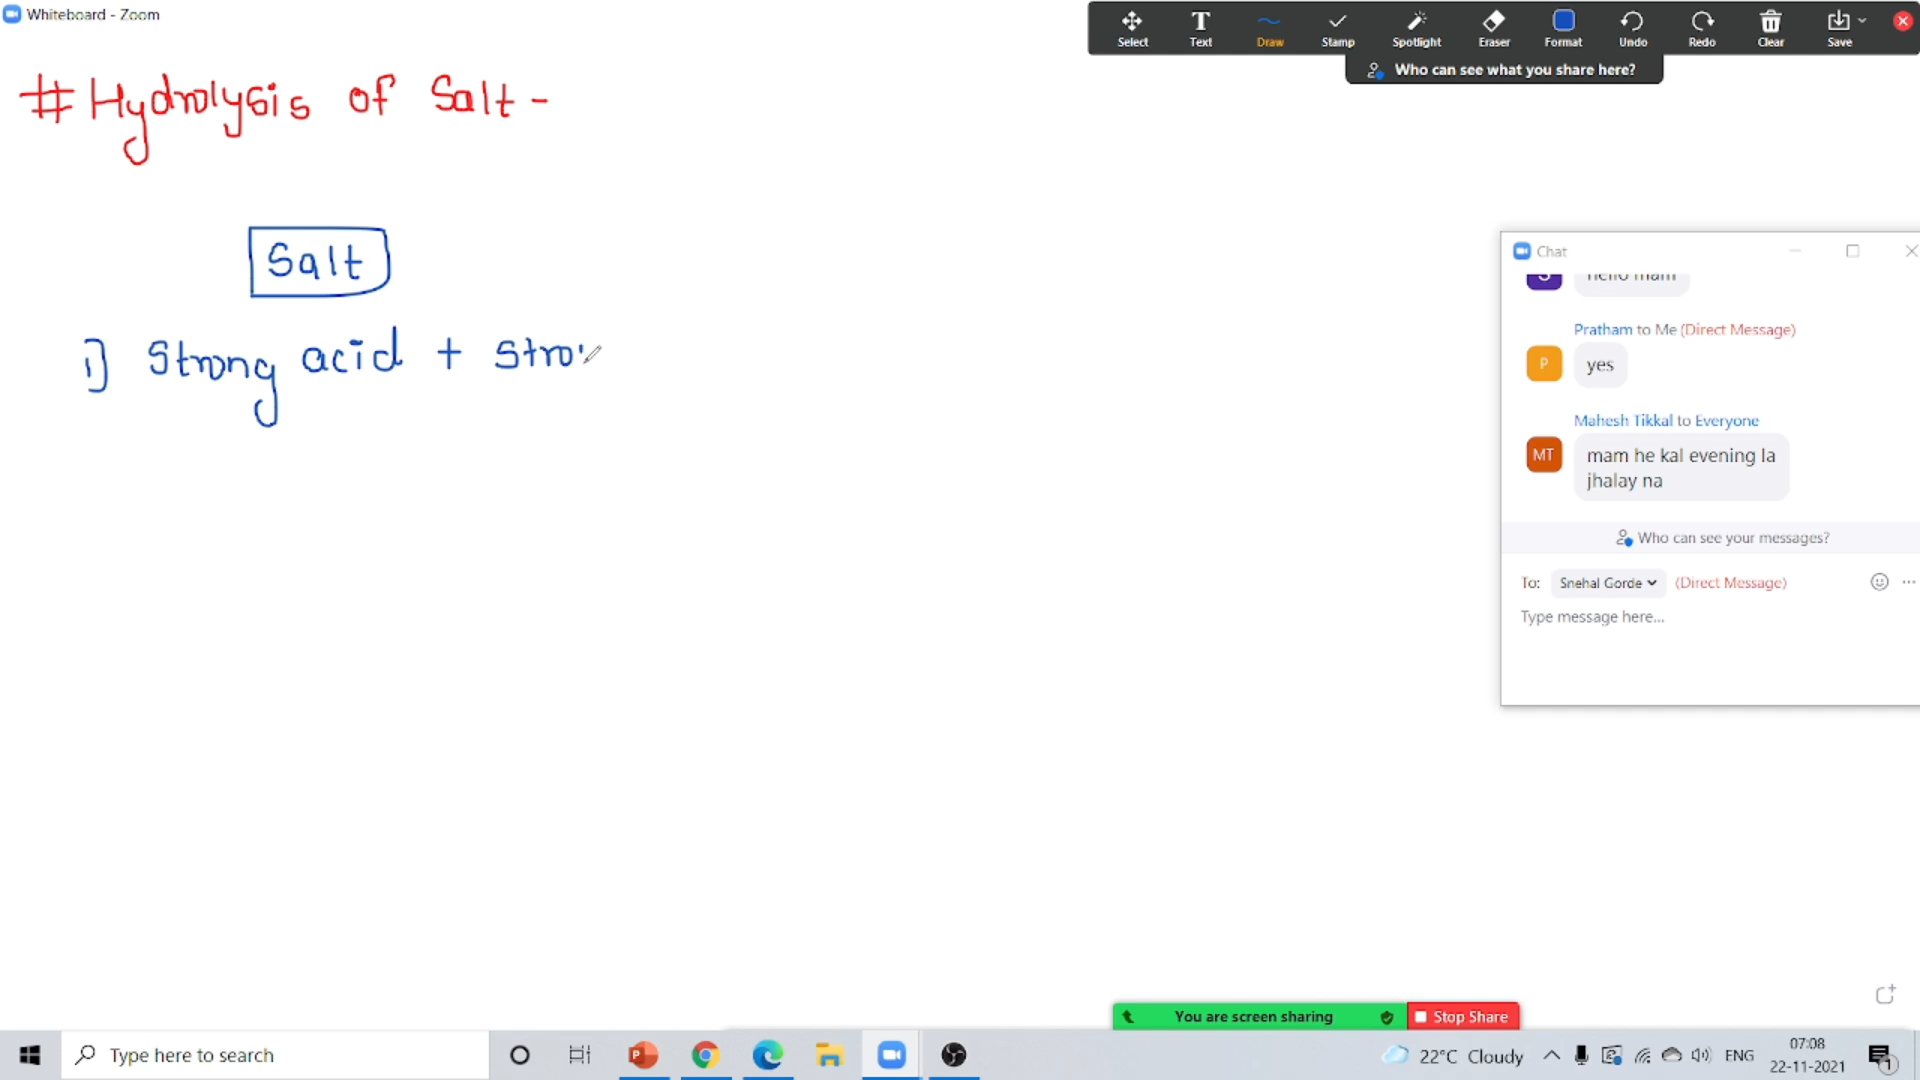 Whiteboard - Zoom
Select Text Draw Stamp Spotlight Eraser Format Undo Redo Clear Save
Who can see what you share here?
# Hydrolysis of Salt -
Salt
1) Strong acid + Stro
Chat
hello mam
Pratham to Me (Direct Message)
P
yes
Mahesh Tikkal to Everyone
MT
mam he kal evening la
jhalay na
Who can see your messages?
To: Snehal Gorde (Direct Message)
Type message here...
You are screen sharing Stop Share
Type here to search
22°C Cloudy
ENG
07:08
22-11-2021
1